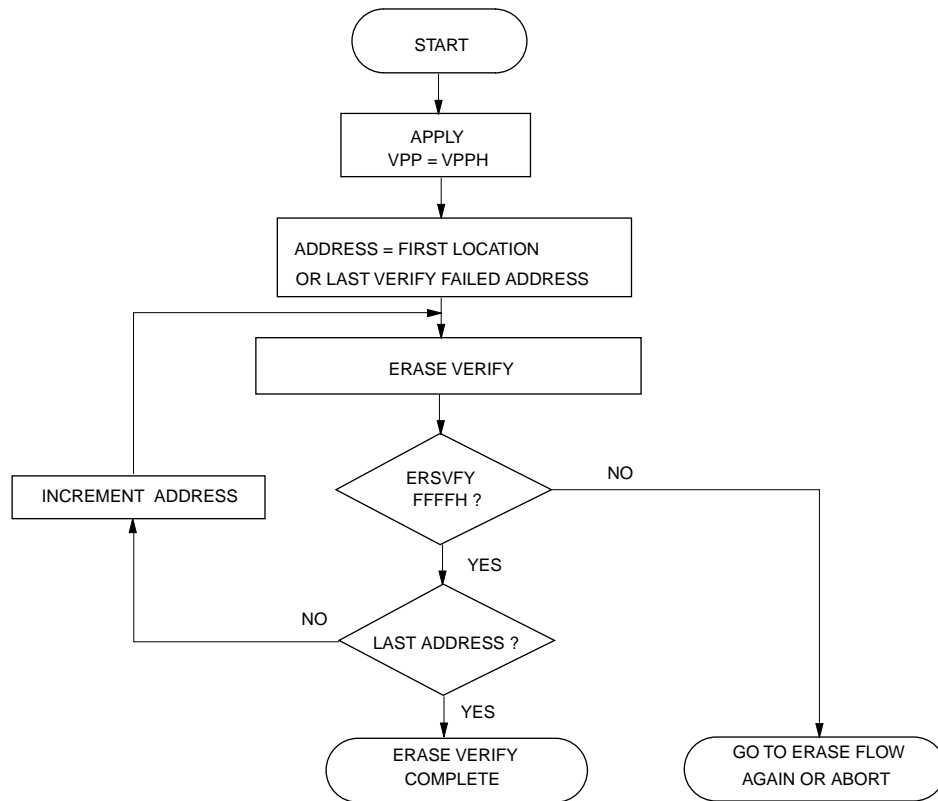 START
APPLY
VPP = VPPH
ADDRESS = FIRST LOCATION
OR LAST VERIFY FAILED ADDRESS
ERASE VERIFY
ERSVFY
FFFFH ?
NO
INCREMENT ADDRESS
YES
NO
LAST ADDRESS ?
YES
ERASE VERIFY
COMPLETE
GO TO ERASE FLOW
AGAIN OR ABORT